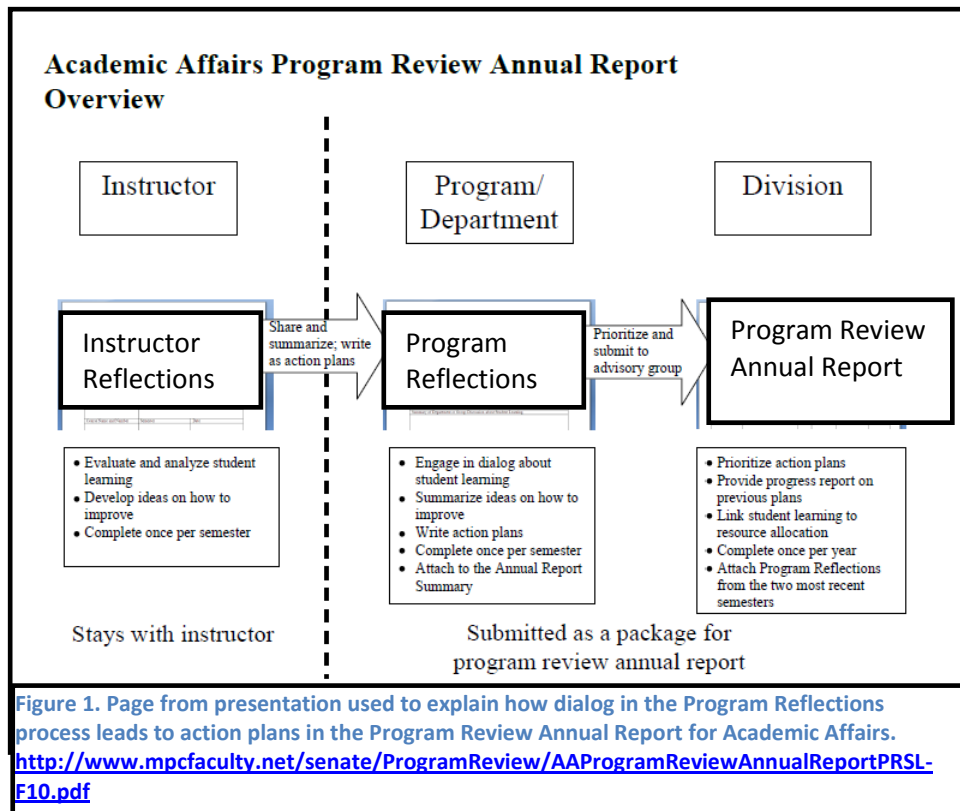 Academic Affairs Program Review Annual Report
Overview
Instructor
Program/
Department
Division
Instructor
Reflections
Share and
summarize; write
as action plans
Program
Reflections
Prioritize and
submit to
advisory group
Program Review
Annual Report
• Evaluate and analyze student
learning
• Develop ideas on how to
improve
• Complete once per semester
• Engage in dialog about
student learning
• Summarize ideas on how to
improve
• Write action plans
• Complete once per semester
• Attach to the Annual Report
Summary
• Prioritize action plans
• Provide progress report on
previous plans
• Link student learning to
resource allocation
• Complete once per year
• Attach Program Reflections
from the two most recent
semesters
Stays with instructor
Submitted as a package for
program review annual report
Figure 1. Page from presentation used to explain how dialog in the Program Reflections
process leads to action plans in the Program Review Annual Report for Academic Affairs.
http://www.mpcfaculty.net/senate/ProgramReview/AAProgramReviewAnnualReportPRSL-
F10.pdf